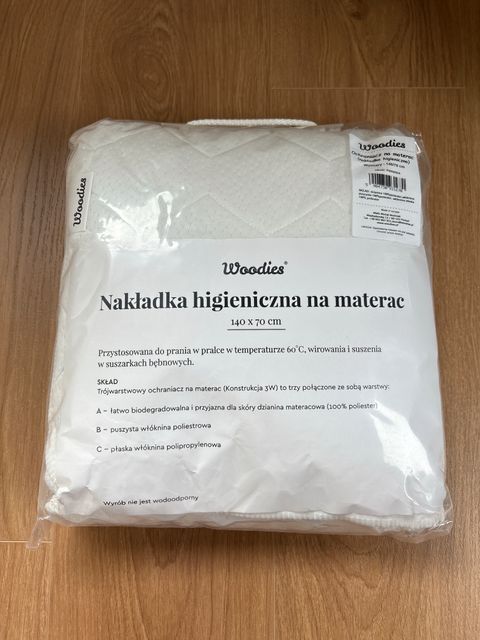 Woodies
Woodies
Ochraniacz na materac
(nakładka higieniczna)
Woodies®
Nakładka higieniczna na materac
140 x 70 cm
Przystosowana do prania w pralce w temperaturze 60°C, wirowania i suszenia
w suszarkach bębnowych.
SKŁAD
Trójwarstwowy ochraniacz na materac (Konstrukcja 3W) to trzy połączone ze sobą warstwy:
A – łatwo biodegradowalna i przyjazna dla skóry dzianina materacowa (100% poliester)
B – puszysta włóknina poliestrowa
C – płaska włóknina polipropylenowa
Wyrób nie jest wodoodporny